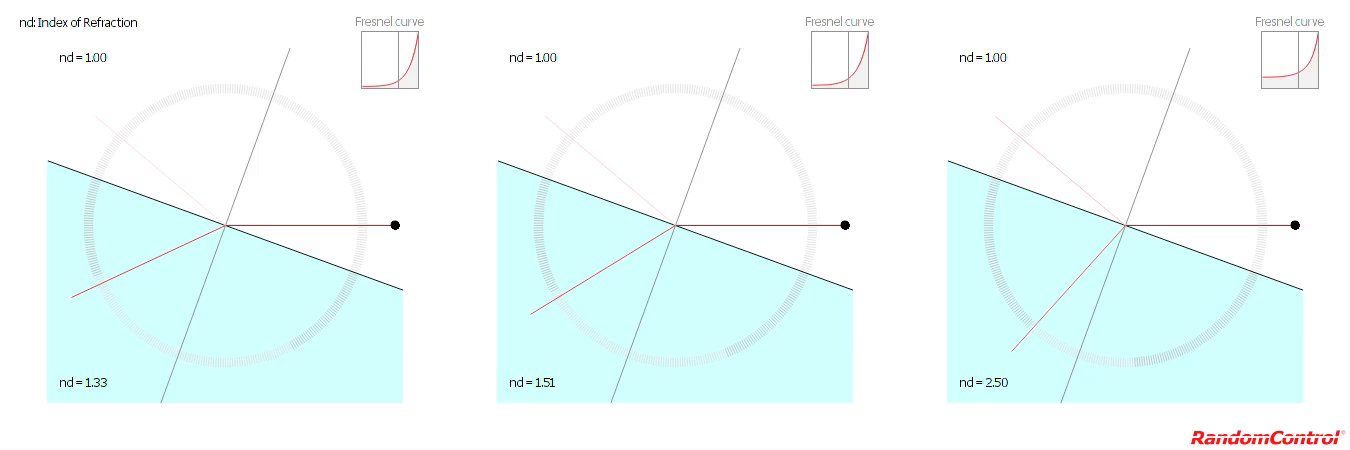 nd: Index of Refraction
Fresnel curve
nd = 1.00
nd = 1.33
Fresnel curve
nd = 1.00
nd = 1.51
Fresnel curve
nd = 1.00
nd = 2.50
RandomControl®